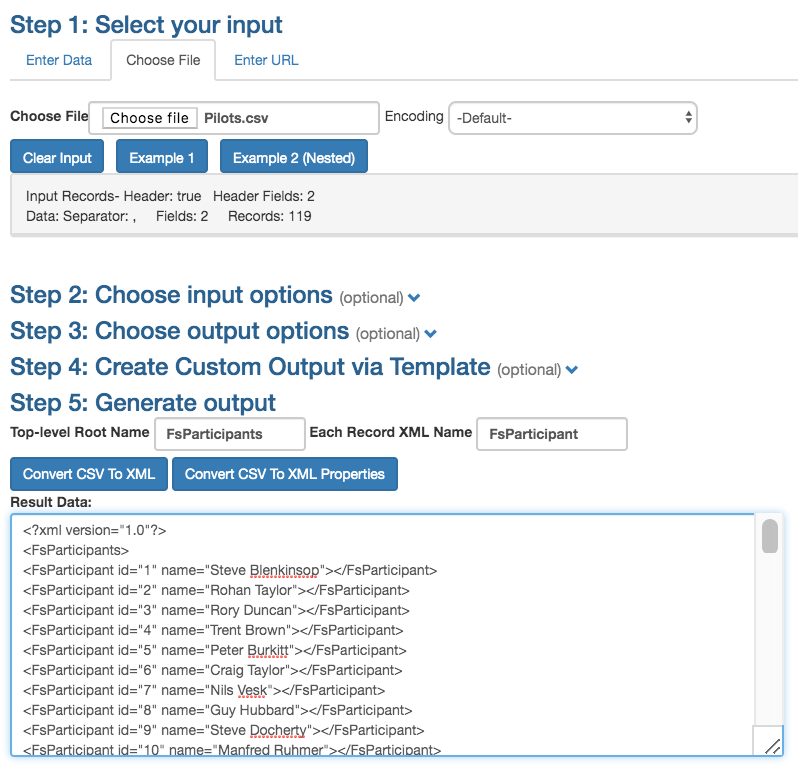 Step 1: Select your input
Enter Data Choose File Enter URL
Choose File Choose file Pilots.csv Encoding -Default-
Clear Input Example 1 Example 2 (Nested)
Input Records- Header: true Header Fields: 2
Data: Separator: , Fields: 2 Records: 119
Step 2: Choose input options (optional)
Step 3: Choose output options (optional)
Step 4: Create Custom Output via Template (optional)
Step 5: Generate output
Top-level Root Name FsParticipants Each Record XML Name FsParticipant
Convert CSV To XML Convert CSV To XML Properties
Result Data:
<?xml version="1.0"?>
<FsParticipants>
<FsParticipant id="1" name="Steve Blenkinsop"></FsParticipant>
<FsParticipant id="2" name="Rohan Taylor"></FsParticipant>
<FsParticipant id="3" name="Rory Duncan"></FsParticipant>
<FsParticipant id="4" name="Trent Brown"></FsParticipant>
<FsParticipant id="5" name="Peter Burkitt"></FsParticipant>
<FsParticipant id="6" name="Craig Taylor"></FsParticipant>
<FsParticipant id="7" name="Nils Vesk"></FsParticipant>
<FsParticipant id="8" name="Guy Hubbard"></FsParticipant>
<FsParticipant id="9" name="Steve Docherty"></FsParticipant>
<FsParticipant id="10" name="Manfred Ruhmer"></FsParticipant>